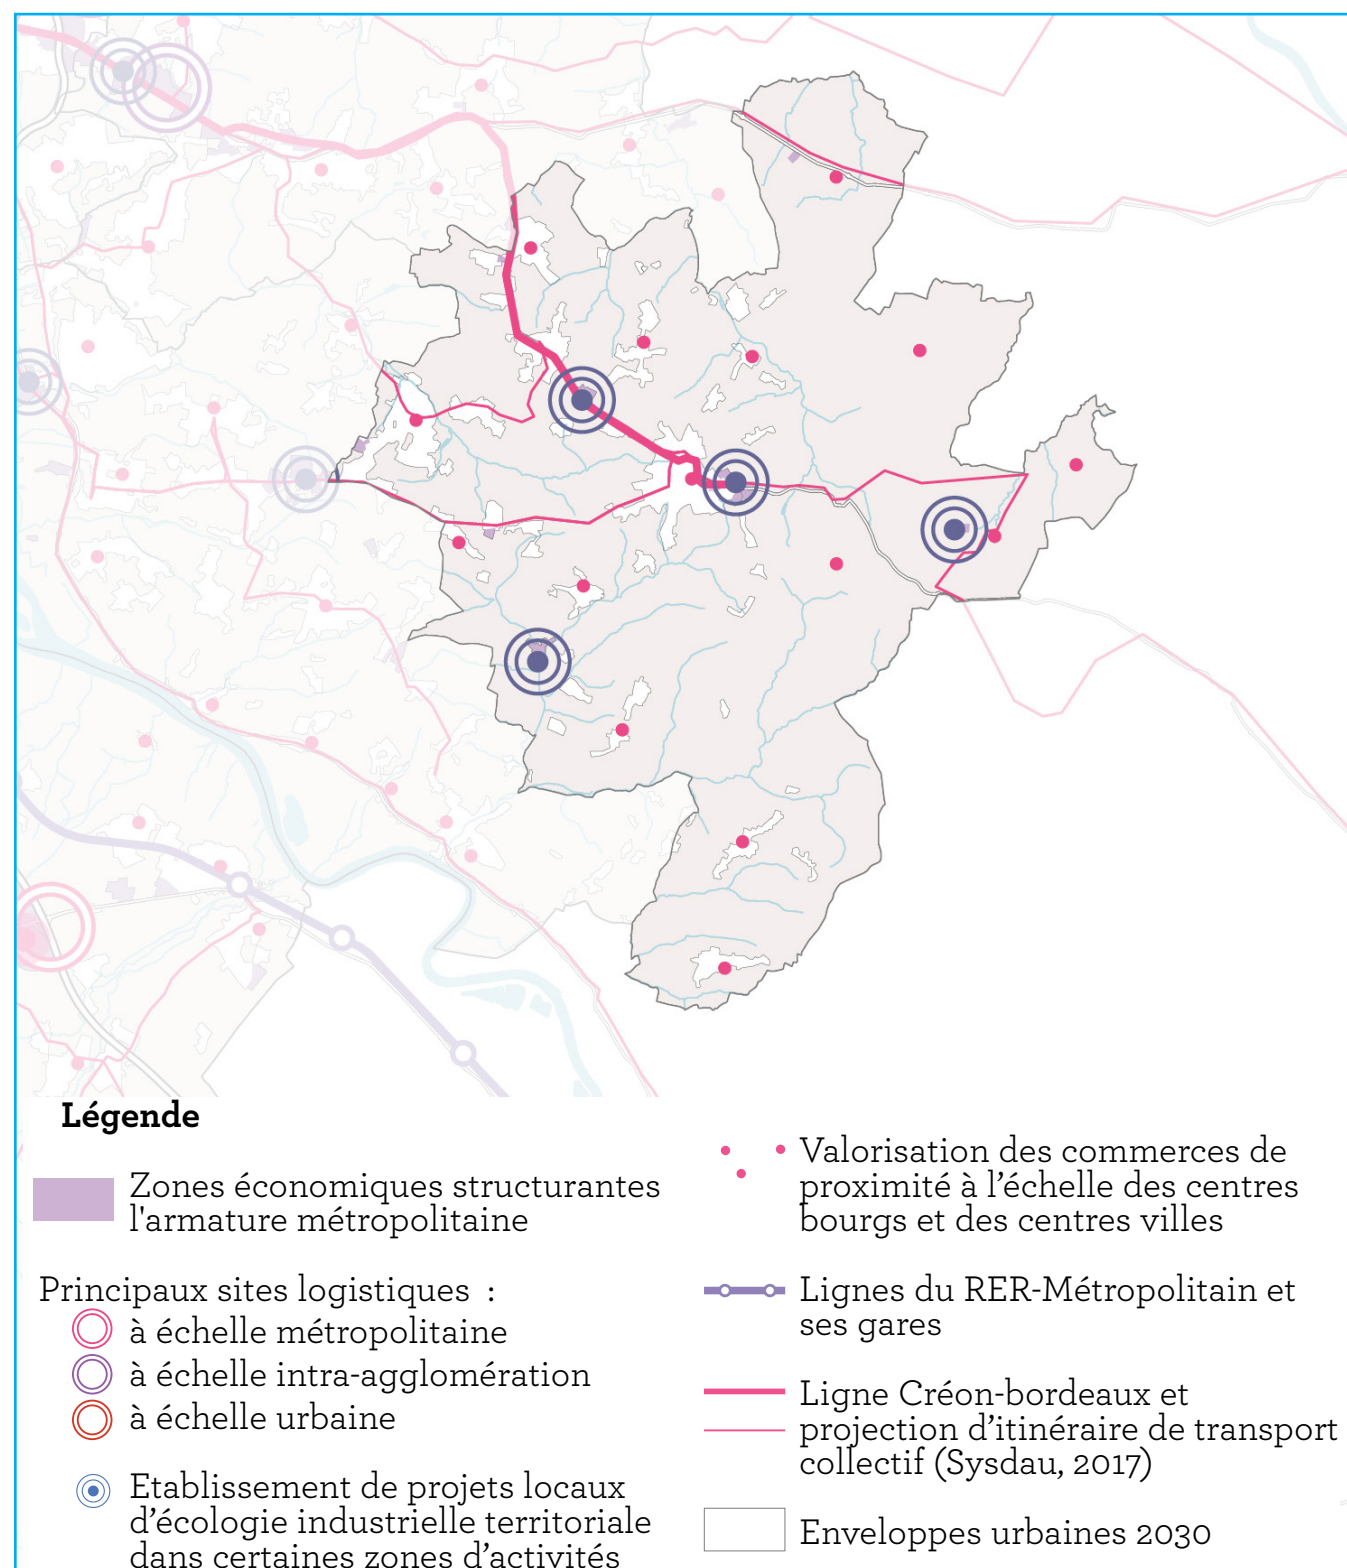 Légende
Zones économiques structurantes
l'armature métropolitaine
Principaux sites logistiques :
à échelle métropolitaine
à échelle intra-agglomération
à échelle urbaine
Etablissement de projets locaux
d’écologie industrielle territoriale
dans certaines zones d’activités
Valorisation des commerces de
proximité à l’échelle des centres
bourgs et des centres villes
Lignes du RER-Métropolitain et
ses gares
Ligne Créon-bordeaux et
projection d’itinéraire de transport
collectif (Sysdau, 2017)
Enveloppes urbaines 2030